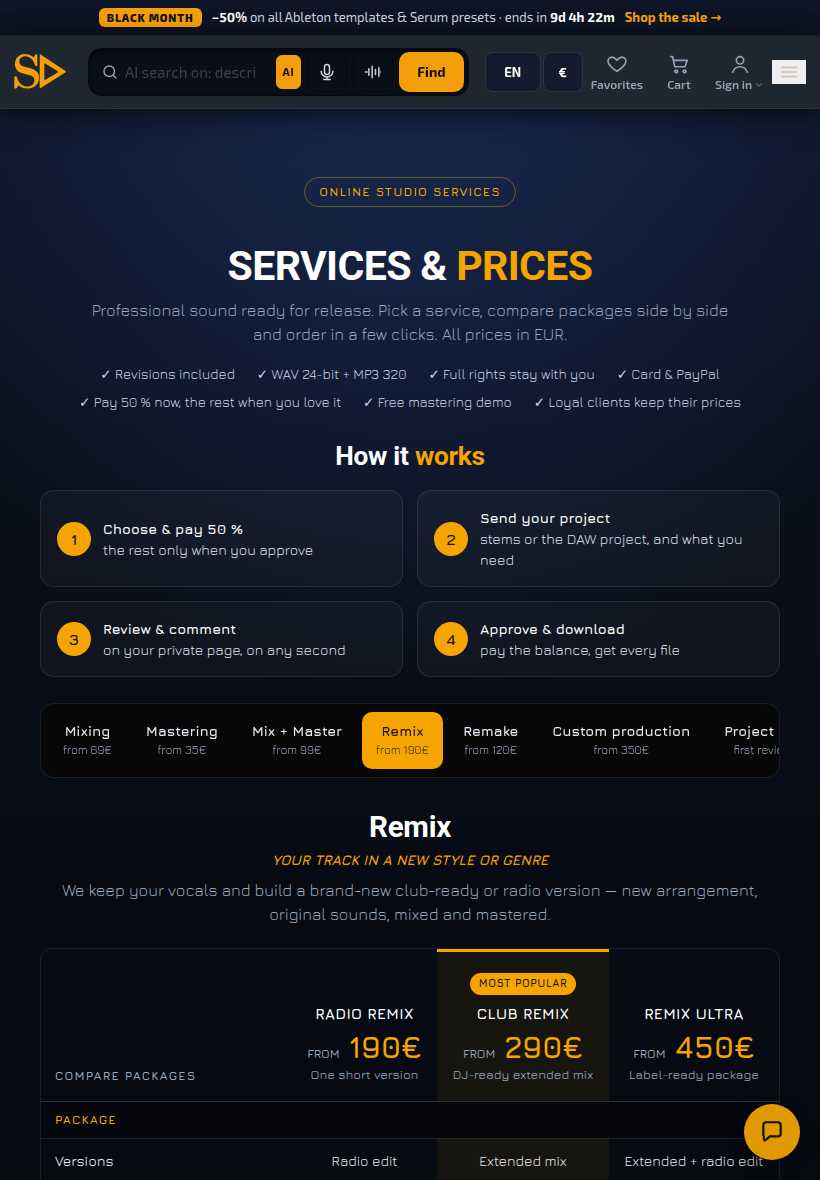 BLACK MONTH −50% on all Ableton templates & Serum presets · ends in 9d 4h 22m Shop the sale →
AI search on: descri AI Find EN € Favorites Cart Sign in
ONLINE STUDIO SERVICES
SERVICES & PRICES
Professional sound ready for release. Pick a service, compare packages side by side
and order in a few clicks. All prices in EUR.
✓ Revisions included ✓ WAV 24-bit + MP3 320 ✓ Full rights stay with you ✓ Card & PayPal
✓ Pay 50 % now, the rest when you love it ✓ Free mastering demo ✓ Loyal clients keep their prices
How it works
1 Choose & pay 50 %
the rest only when you approve
2 Send your project
stems or the DAW project, and what you
need
3 Review & comment
on your private page, on any second
4 Approve & download
pay the balance, get every file
Mixing Mastering Mix + Master Remix Remake Custom production Project
from 69€ from 35€ from 99€ from 190€ from 120€ from 350€ first
Remix
YOUR TRACK IN A NEW STYLE OR GENRE
We keep your vocals and build a brand-new club-ready or radio version — new arrangement,
original sounds, mixed and mastered.
MOST POPULAR
RADIO REMIX CLUB REMIX REMIX ULTRA
FROM 190€ FROM 290€ FROM 450€
COMPARE PACKAGES One short version DJ-ready extended mix Label-ready package
PACKAGE
Versions Radio edit Extended mix Extended + radio edit